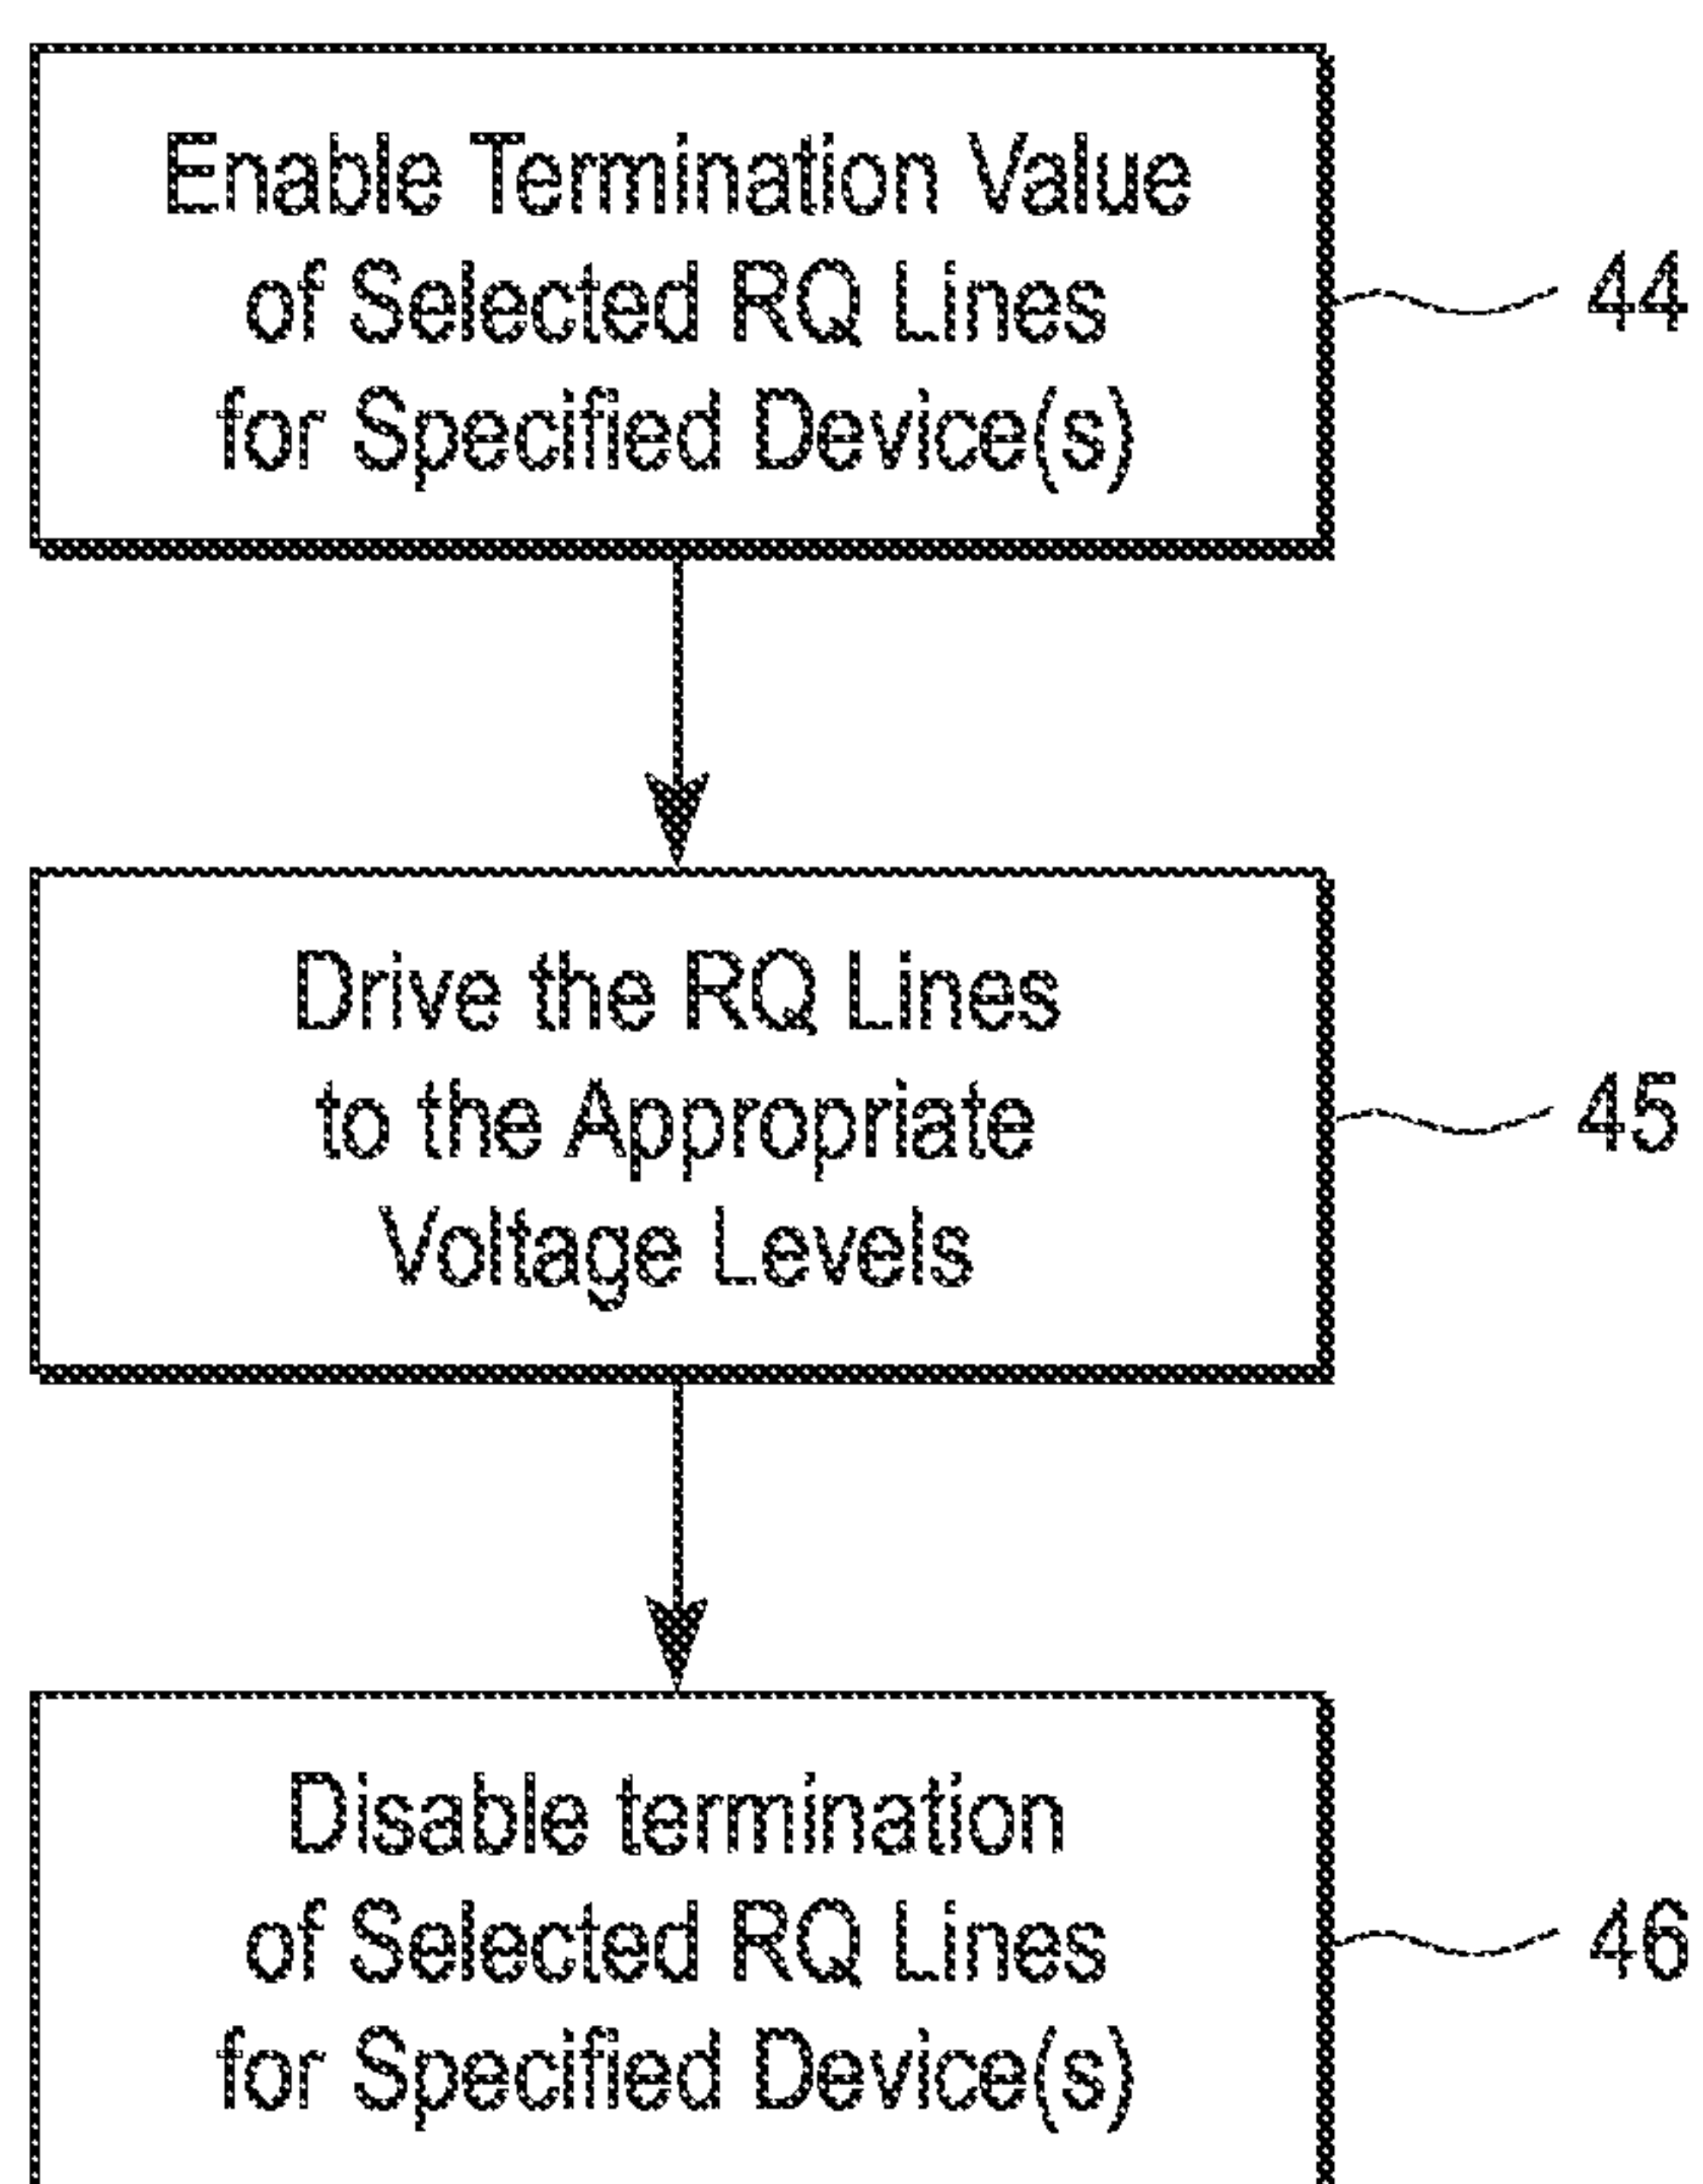 Enable Termination Value
of Selected RQ Lines
for Specified Device(s)
44
Drive the RQ Lines
to the Appropriate
Voltage Levels
45
Disable termination
of Selected RQ Lines
for Specified Device(s)
46